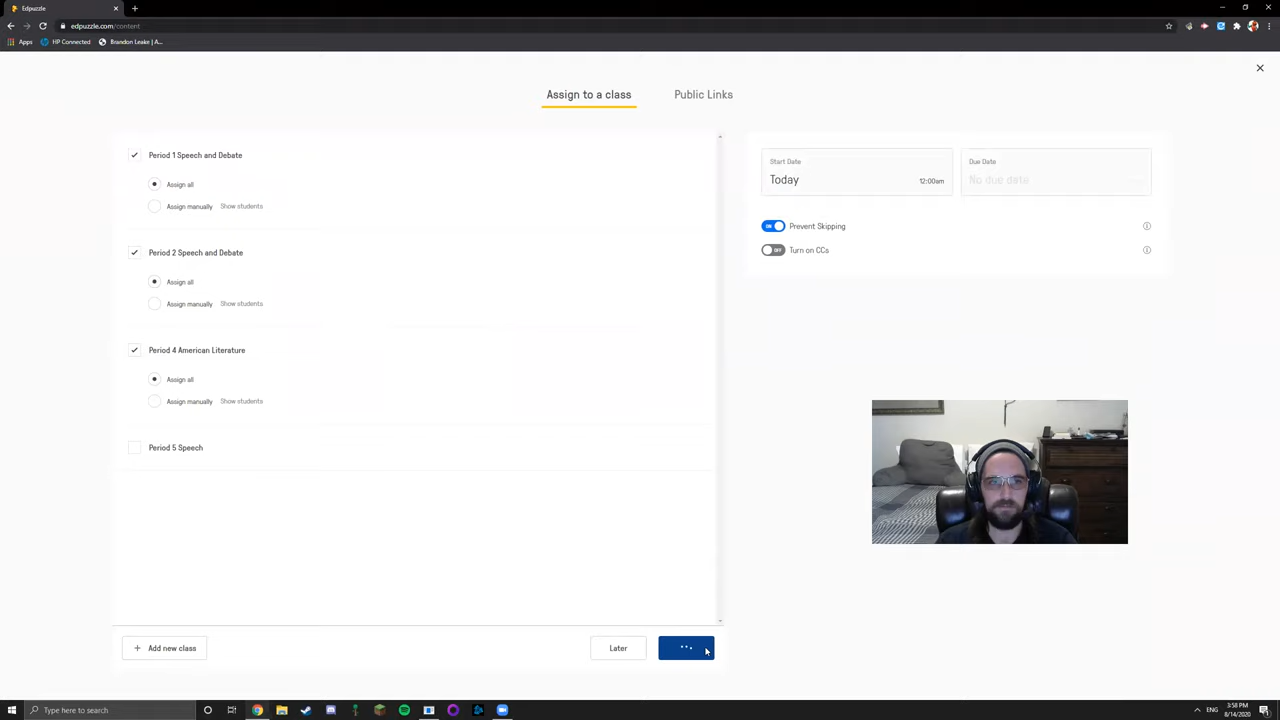 Edpuzzle
edpuzzle.com/content
Apps
HP Connected
Brandon Leake | A...
Assign to a class
Public Links
Period 1 Speech and Debate
Assign all
Assign manually Show students
Period 2 Speech and Debate
Assign all
Assign manually Show students
Period 4 American Literature
Assign all
Assign manually Show students
Period 5 Speech
Add new class
Later
Start Date
Today 12:00am
Due Date
No due date
ON Prevent Skipping
OFF Turn on CCs
Type here to search
ENG
3:58 PM
8/14/2020